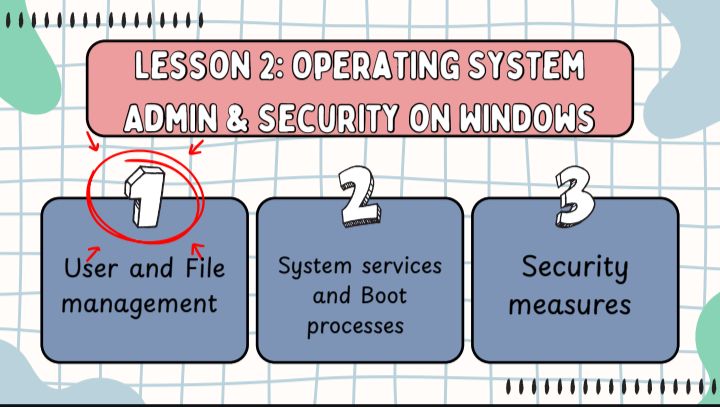 LESSON 2: OPERATING SYSTEM
ADMIN & SECURITY ON WINDOWS
1
User and File
management
2
System services
and Boot
processes
3
Security
measures